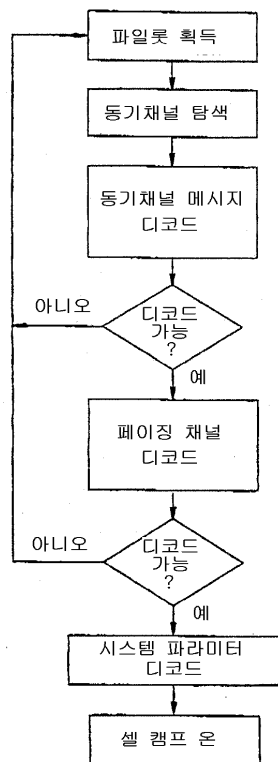 파일롯 획득
동기채널 탐색
동기채널 메시지
디코드
아니오
디코드
가능
?
예
페이징 채널
디코드
아니오
디코드
가능
?
예
시스템 파라미터
디코드
셀 캠프 온